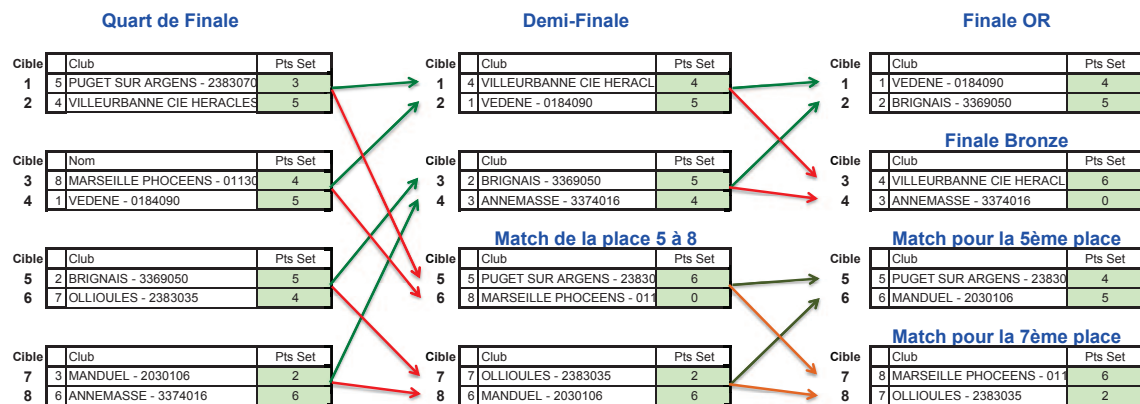 Quart de Finale
Cible Club Pts Set
1 5 PUGET SUR ARGENS - 2383070 3
2 4 VILLEURBANNE CIE HERACLES 5
Cible Nom Pts Set
3 8 MARSEILLE PHOCEENS - 01130 4
4 1 VEDENE - 0184090 5
Cible Club Pts Set
5 2 BRIGNAIS - 3369050 5
6 7 OLLIOULES - 2383035 4
Cible Club Pts Set
7 3 MANDUEL - 2030106 2
8 6 ANNEMASSE - 3374016 6
Demi-Finale
Cible Club Pts Set
1 4 VILLEURBANNE CIE HERACL 4
2 1 VEDENE - 0184090 5
Cible Club Pts Set
3 2 BRIGNAIS - 3369050 5
4 3 ANNEMASSE - 3374016 4
Match de la place 5 à 8
Cible Club Pts Set
5 5 PUGET SUR ARGENS - 23830 6
6 8 MARSEILLE PHOCEENS - 011 0
Cible Club Pts Set
7 7 OLLIOULES - 2383035 2
8 6 MANDUEL - 2030106 6
Finale OR
Cible Club Pts Set
1 1 VEDENE - 0184090 4
2 2 BRIGNAIS - 3369050 5
Finale Bronze
Cible Club Pts Set
3 4 VILLEURBANNE CIE HERACL 6
4 3 ANNEMASSE - 3374016 0
Match pour la 5ème place
Cible Club Pts Set
5 5 PUGET SUR ARGENS - 23830 4
6 6 MANDUEL - 2030106 5
Match pour la 7ème place
Cible Club Pts Set
7 8 MARSEILLE PHOCEENS - 011 6
8 7 OLLIOULES - 2383035 2